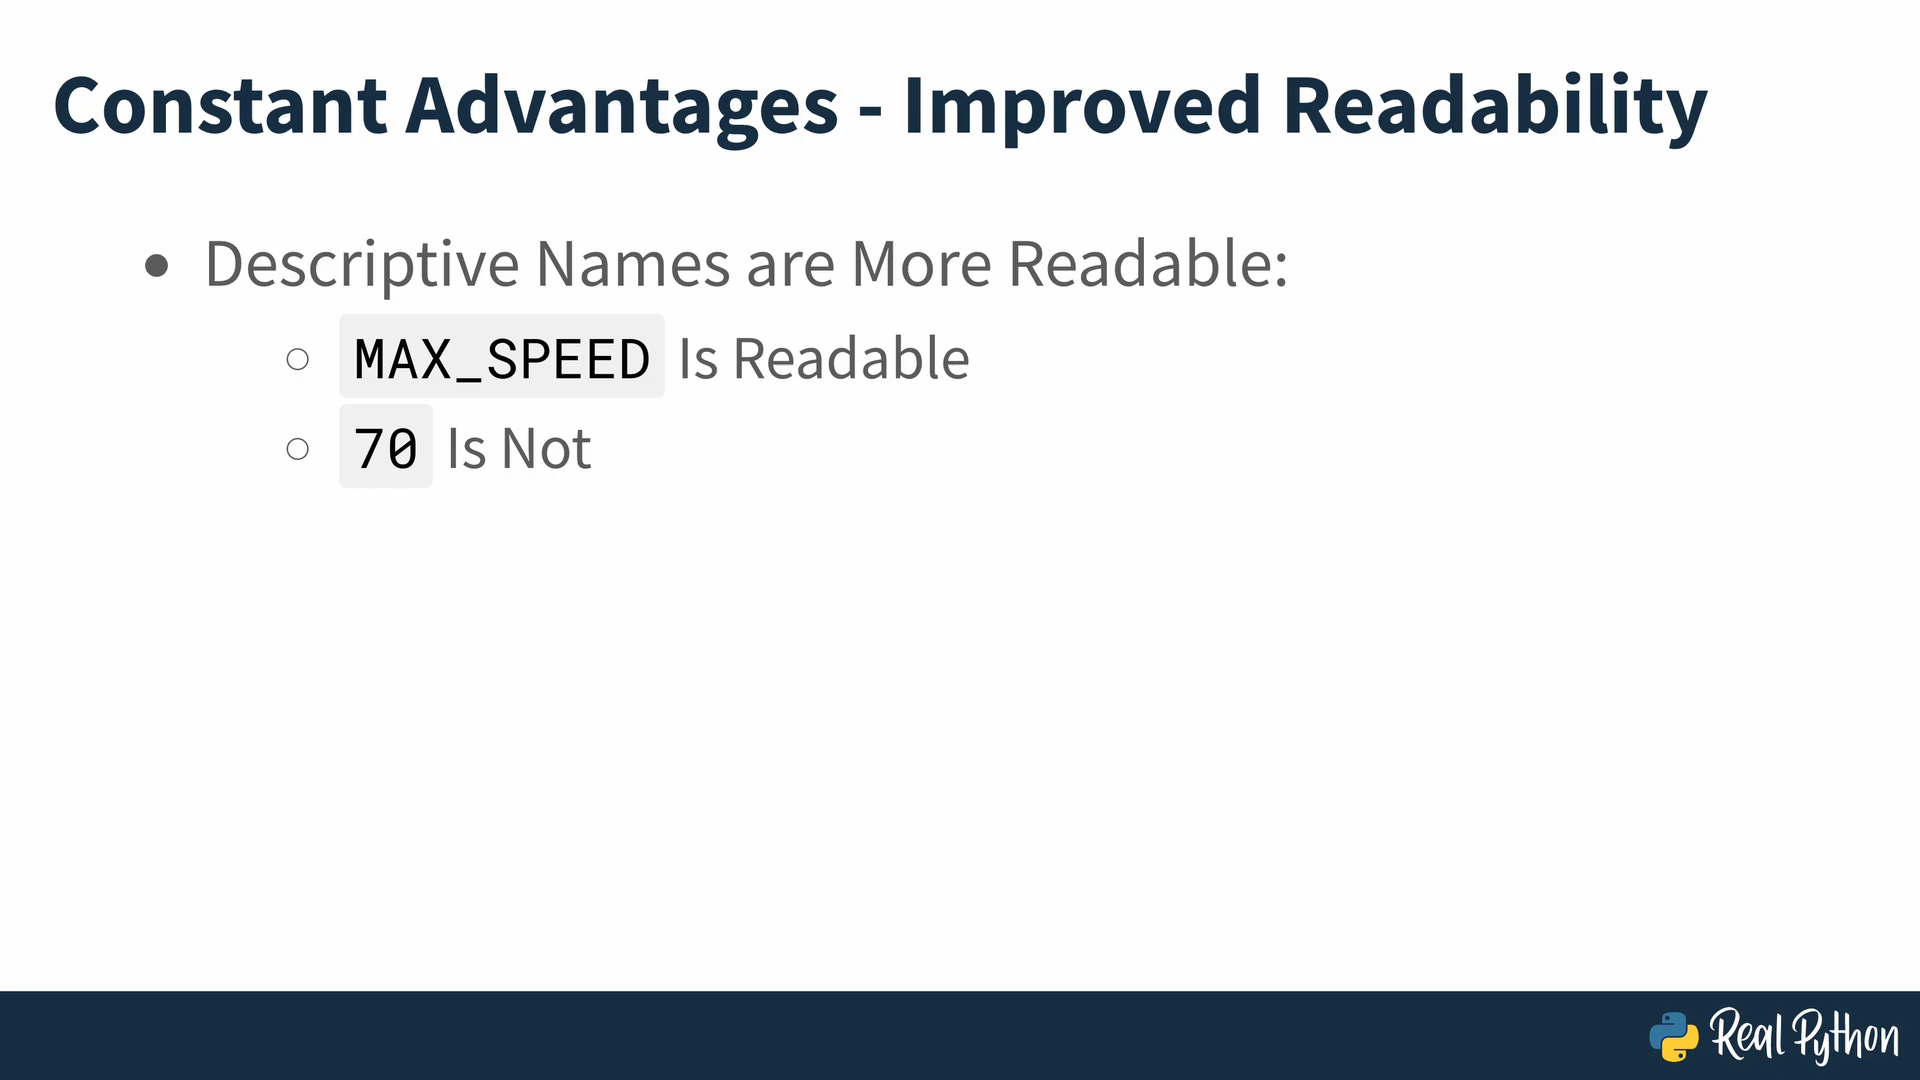 Constant Advantages - Improved Readability
• Descriptive Names are More Readable:
○ MAX_SPEED Is Readable
○ 70 Is Not
Real Python